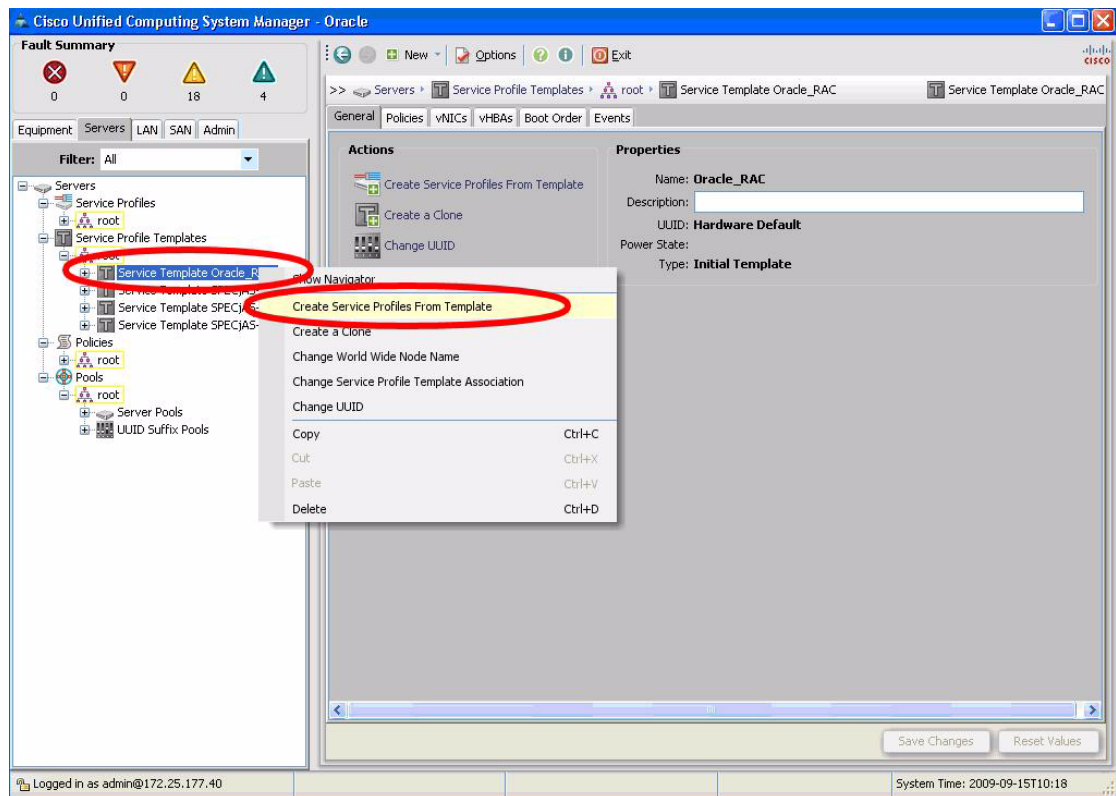 Cisco Unified Computing System Manager - Oracle
Fault Summary
0 0 18 4
New Options Exit
cisco
>> Servers Service Profile Templates root Service Template Oracle_RAC Service Template Oracle_RAC
Equipment Servers LAN SAN Admin
Filter: All
Servers
Service Profiles
root
Service Profile Templates
root
Service Template Oracle_R
Service Template SPECjAS-
Service Template SPECjAS-
Service Template SPECjAS-
Policies
root
Pools
root
Server Pools
UUID Suffix Pools
General Policies vNICs vHBAs Boot Order Events
Actions
Create Service Profiles From Template
Create a Clone
Change UUID
Properties
Name: Oracle_RAC
Description:
UUID: Hardware Default
Power State:
Type: Initial Template
Show Navigator
Create Service Profiles From Template
Create a Clone
Change World Wide Node Name
Change Service Profile Template Association
Change UUID
Copy Ctrl+C
Cut Ctrl+X
Paste Ctrl+V
Delete Ctrl+D
Save Changes Reset Values
Logged in as admin@172.25.177.40
System Time: 2009-09-15T10:18